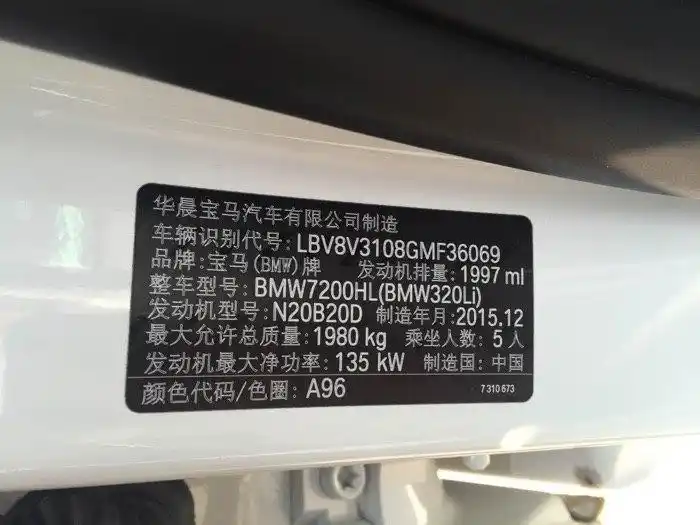 华晨宝马汽车有限公司制造
车辆识别代号: LBV8V3108GMF36069
品牌: 宝马(BMW)牌 发动机排量: 1997 ml
整车型号: BMW7200HL(BMW320Li)
发动机型号: N20B20D 制造年月: 2015.12
最大允许总质量: 1980 kg 乘坐人数: 5人
发动机最大净功率: 135 kW 制造国: 中国
颜色代码/色圈: A96 7 310 673